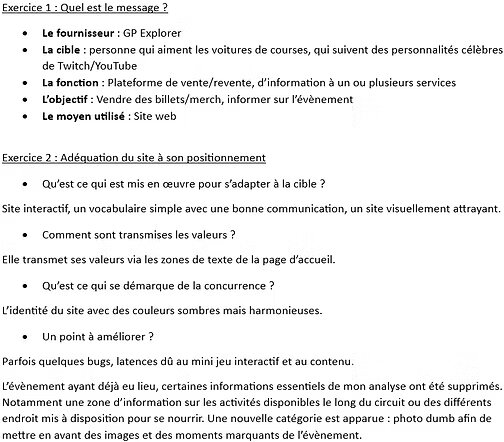 Exercice 1 : Quel est le message ?
• Le fournisseur : GP Explorer
• La cible : personne qui aiment les voitures de courses, qui suivent des personnalités célèbres
de Twitch/YouTube
• La fonction : Plateforme de vente/revente, d'information à un ou plusieurs services
• L'objectif : Vendre des billets/merch, informer sur l'évènement
• Le moyen utilisé : Site web
Exercice 2 : Adéquation du site à son positionnement
• Qu'est ce qui est mis en œuvre pour s'adapter à la cible ?
Site interactif, un vocabulaire simple avec une bonne communication, un site visuellement attrayant.
• Comment sont transmises les valeurs ?
Elle transmet ses valeurs via les zones de texte de la page d'accueil.
• Qu'est ce qui se démarque de la concurrence ?
L'identité du site avec des couleurs sombres mais harmonieuses.
• Un point à améliorer ?
Parfois quelques bugs, latences dû au mini jeu interactif et au contenu.
L'évènement ayant déjà eu lieu, certaines informations essentiels de mon analyse ont été supprimés.
Notamment une zone d'information sur les activités disponibles le long du circuit ou des différents
endroit mis à disposition pour se nourrir. Une nouvelle catégorie est apparue : photo dumb afin de
mettre en avant des images et des moments marquants de l'évènement.